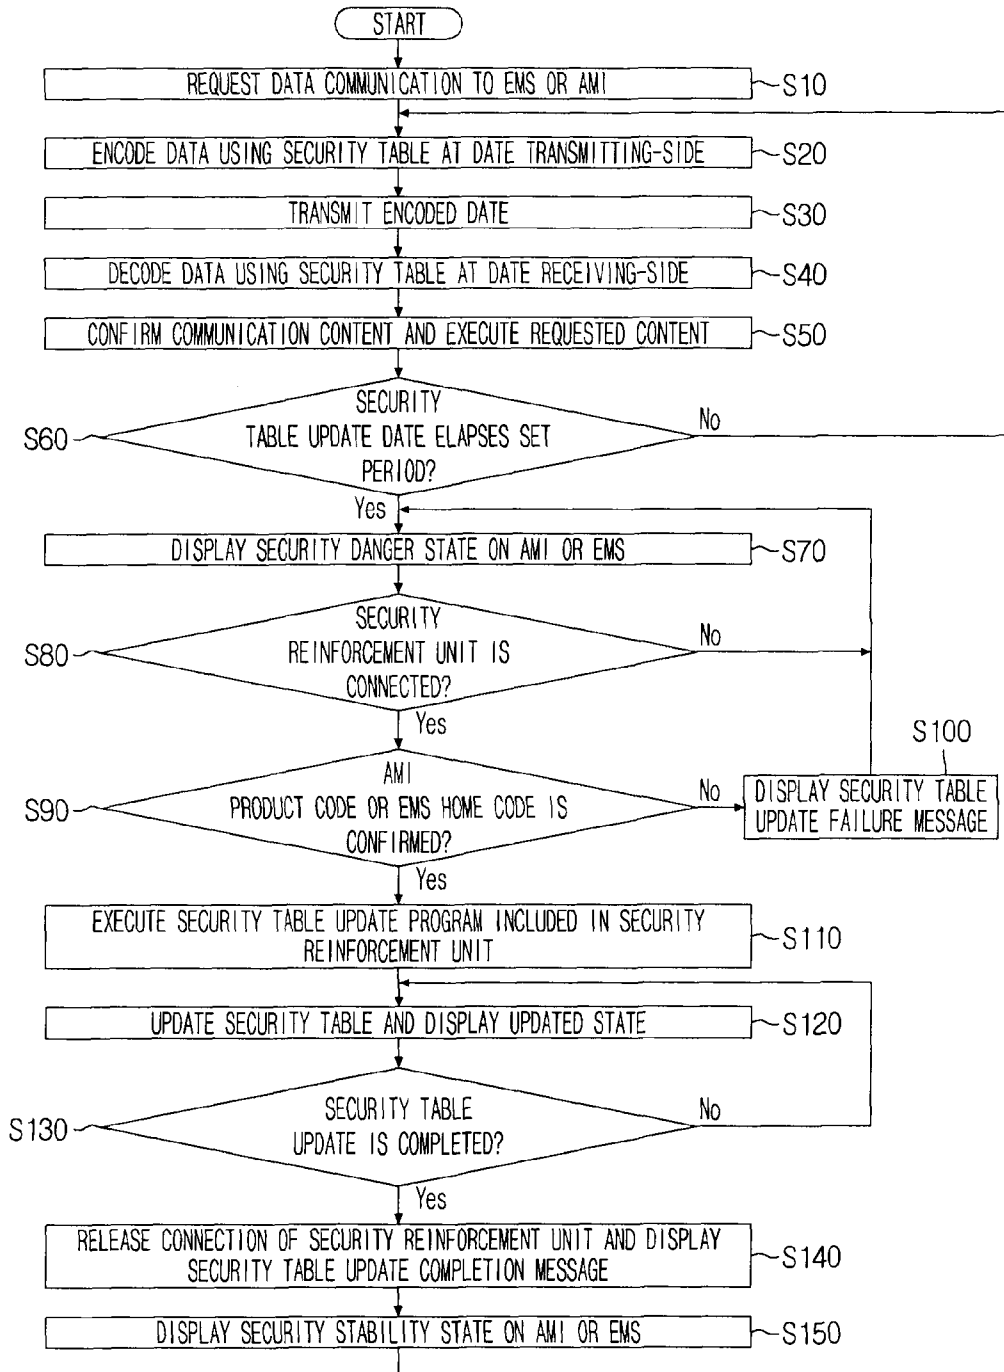 START
REQUEST DATA COMMUNICATION TO EMS OR AMI
S10
ENCODE DATA USING SECURITY TABLE AT DATE TRANSMITTING-SIDE
S20
TRANSMIT ENCODED DATE
S30
DECODE DATA USING SECURITY TABLE AT DATE RECEIVING-SIDE
S40
CONFIRM COMMUNICATION CONTENT AND EXECUTE REQUESTED CONTENT
S50
SECURITY
TABLE UPDATE DATE ELAPSES SET
PERIOD?
S60
No
Yes
DISPLAY SECURITY DANGER STATE ON AMI OR EMS
S70
SECURITY
REINFORCEMENT UNIT IS
CONNECTED?
S80
No
Yes
AMI
PRODUCT CODE OR EMS HOME CODE IS
CONFIRMED?
S90
No
S100
DISPLAY SECURITY TABLE
UPDATE FAILURE MESSAGE
Yes
EXECUTE SECURITY TABLE UPDATE PROGRAM INCLUDED IN SECURITY
REINFORCEMENT UNIT
S110
UPDATE SECURITY TABLE AND DISPLAY UPDATED STATE
S120
SECURITY TABLE
UPDATE IS COMPLETED?
S130
No
Yes
RELEASE CONNECTION OF SECURITY REINFORCEMENT UNIT AND DISPLAY
SECURITY TABLE UPDATE COMPLETION MESSAGE
S140
DISPLAY SECURITY STABILITY STATE ON AMI OR EMS
S150